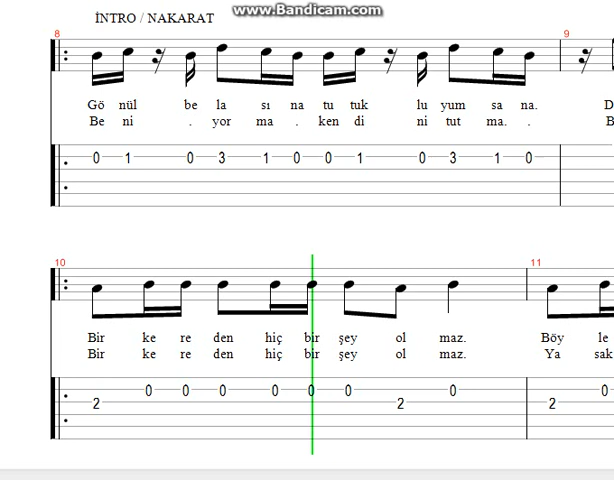 www.Bandicam.com
İNTRO / NAKARAT
8 9
Gö nül be la sı na tu tuk lu yum sa na. D
Be ni . yor ma . ken di ni tut ma. . B
0 1 0 3 1 0 0 1 0 3 1 0
10 11
Bir ke re den hiç bir şey ol maz. Böy le
Bir ke re den hiç bir şey ol maz. Ya sak
0 0 0 0 0 0 0 0
2 2 2